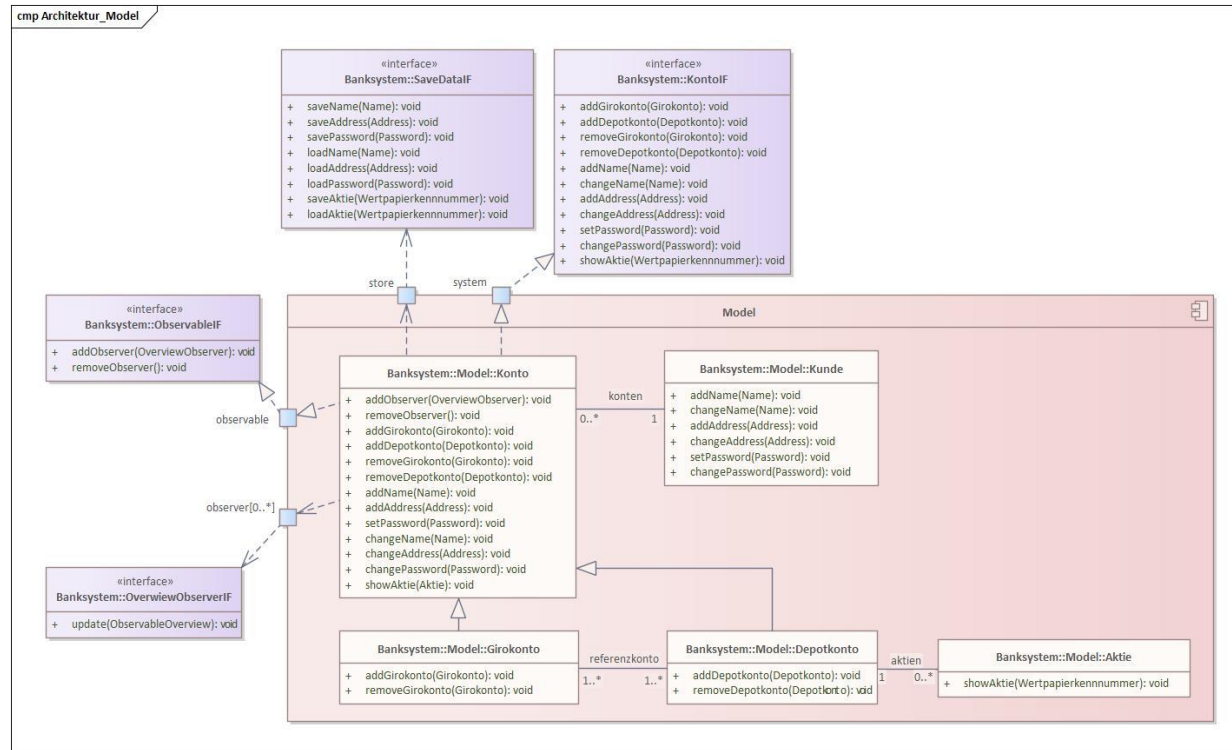 cmp Architektur_Model
«interface»
Banksystem::SaveDataIF
+ saveName(Name): void
+ saveAddress(Address): void
+ savePassword(Password): void
+ loadName(Name): void
+ loadAddress(Address): void
+ loadPassword(Password): void
+ saveAktie(Wertpapierkennnummer): void
+ loadAktie(Wertpapierkennnummer): void
«interface»
Banksystem::KontoIF
+ addGirokonto(Girokonto): void
+ addDepotkonto(Depotkonto): void
+ removeGirokonto(Girokonto): void
+ removeDepotkonto(Depotkonto): void
+ addName(Name): void
+ changeName(Name): void
+ addAddress(Address): void
+ changeAddress(Address): void
+ setPassword(Password): void
+ changePassword(Password): void
+ showAktie(Wertpapierkennnummer): void
store
system
«interface»
Banksystem::ObservableIF
+ addObserver(OverviewObserver): void
+ removeObserver(): void
observable
observer[0..*]
«interface»
Banksystem::OverwiewObserverIF
+ update(ObservableOverview): void
Model
Banksystem::Model::Konto
+ addObserver(OverviewObserver): void
+ removeObserver(): void
+ addGirokonto(Girokonto): void
+ addDepotkonto(Depotkonto): void
+ removeGirokonto(Girokonto): void
+ removeDepotkonto(Depotkonto): void
+ addName(Name): void
+ addAddress(Address): void
+ setPassword(Password): void
+ changeName(Name): void
+ changeAddress(Address): void
+ changePassword(Password): void
+ showAktie(Aktie): void
konten
0..* 1
Banksystem::Model::Kunde
+ addName(Name): void
+ changeName(Name): void
+ addAddress(Address): void
+ changeAddress(Address): void
+ setPassword(Password): void
+ changePassword(Password): void
Banksystem::Model::Girokonto
+ addGirokonto(Girokonto): void
+ removeGirokonto(Girokonto): void
referenzkonto
1..* 1..*
Banksystem::Model::Depotkonto
+ addDepotkonto(Depotkonto): void
+ removeDepotkonto(Depotkonto): void
aktien
1 0..*
Banksystem::Model::Aktie
+ showAktie(Wertpapierkennnummer): void